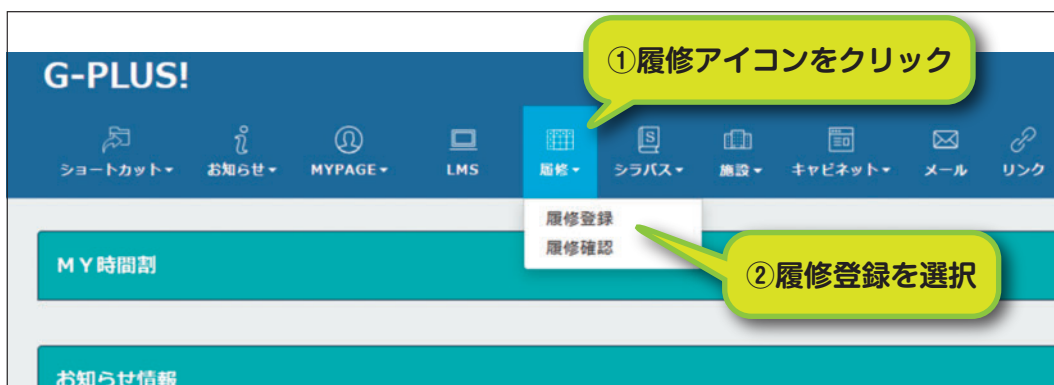 G-PLUS!
①履修アイコンをクリック
ショートカット
お知らせ
MYPAGE
LMS
履修
シラバス
施設
キャビネット
メール
リンク
履修登録
履修確認
②履修登録を選択
ＭＹ時間割
お知らせ情報